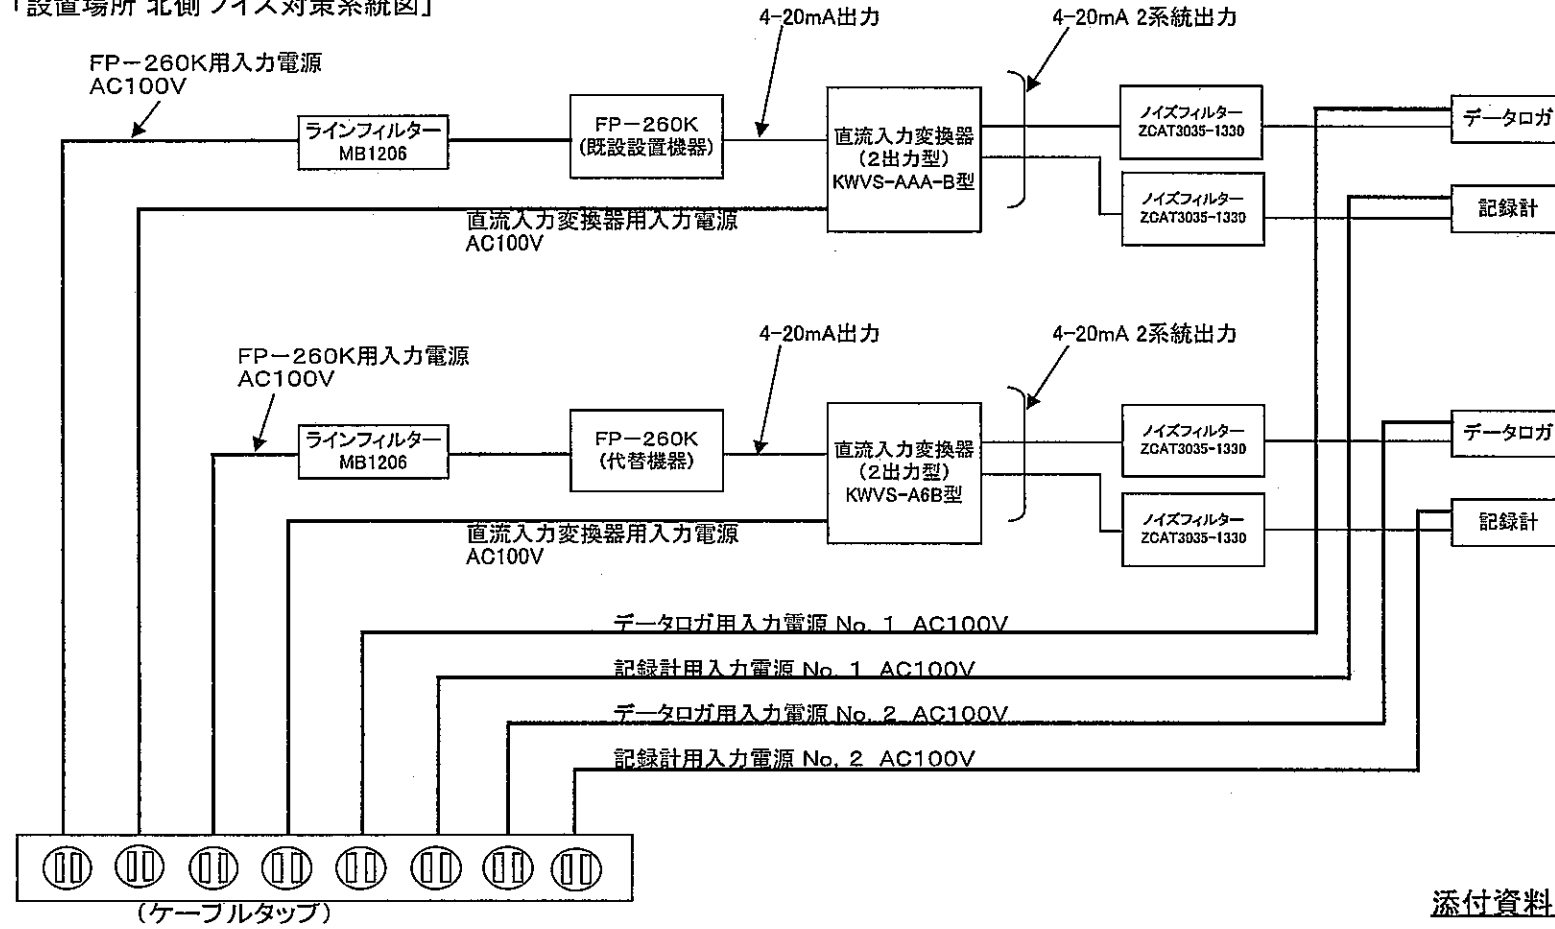 「設置場所 北側 ノイズ対策系統図」
4-20mA出力
4-20mA 2系統出力
FP-260K用入力電源
AC100V
ラインフィルター
MB1206
FP-260K
(既設設置機器)
直流入力変換器
(2出力型)
KWVS-AAA-B型
ノイズフィルター
ZCAT3035-1330
データロガ
ノイズフィルター
ZCAT3035-1330
記録計
直流入力変換器用入力電源
AC100V
4-20mA出力
4-20mA 2系統出力
FP-260K用入力電源
AC100V
ラインフィルター
MB1206
FP-260K
(代替機器)
直流入力変換器
(2出力型)
KWVS-A6B型
ノイズフィルター
ZCAT3035-1330
データロガ
ノイズフィルター
ZCAT3035-1330
記録計
直流入力変換器用入力電源
AC100V
データロガ用入力電源 No. 1 AC100V
記録計用入力電源 No. 1 AC100V
データロガ用入力電源 No. 2 AC100V
記録計用入力電源 No. 2 AC100V
(ケーブルタップ)
添付資料